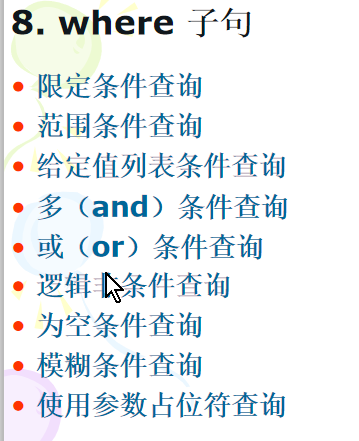 8. where 子句
限定条件查询
范围条件查询
给定值列表条件查询
多（and）条件查询
或（or）条件查询
逻辑非条件查询
为空条件查询
模糊条件查询
使用参数占位符查询